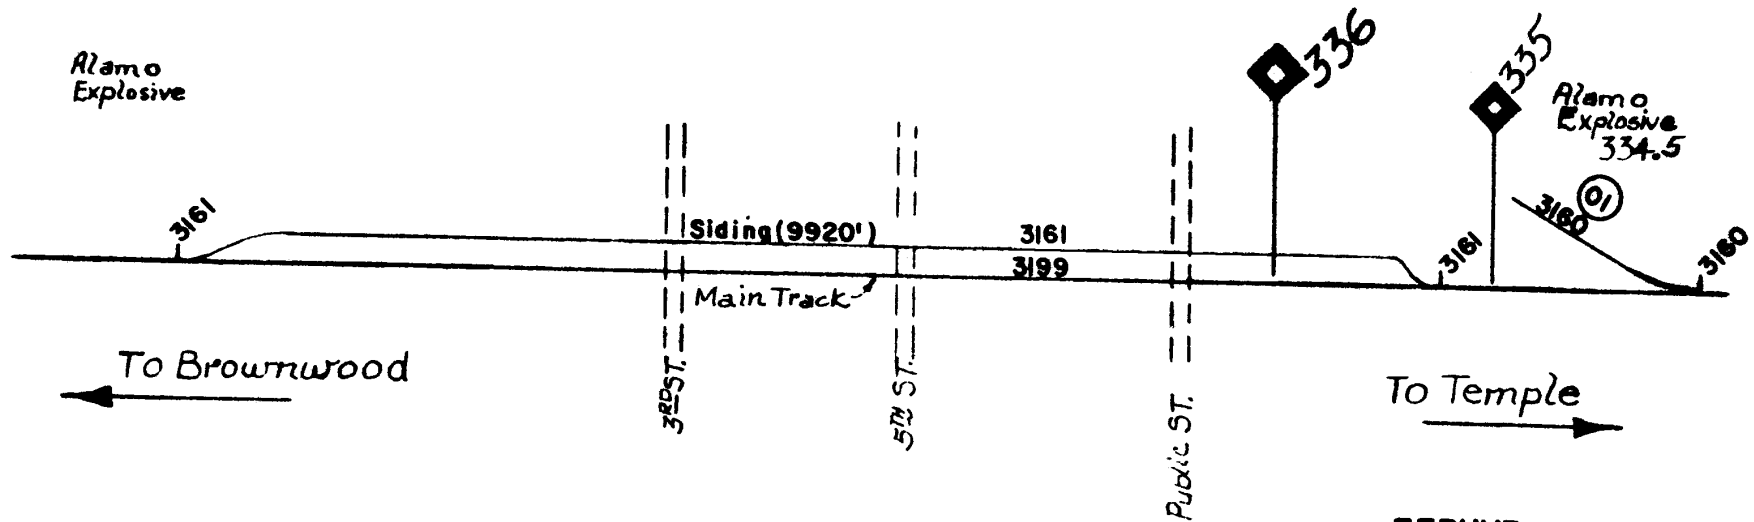 Alamo
Explosive
336
335
Alamo
Explosive
334.5
01
3160
3161
Siding (9920')
3161
3161
3160
3199
Main Track
To Brownwood
To Temple
3RD ST.
5TH ST.
Public ST.